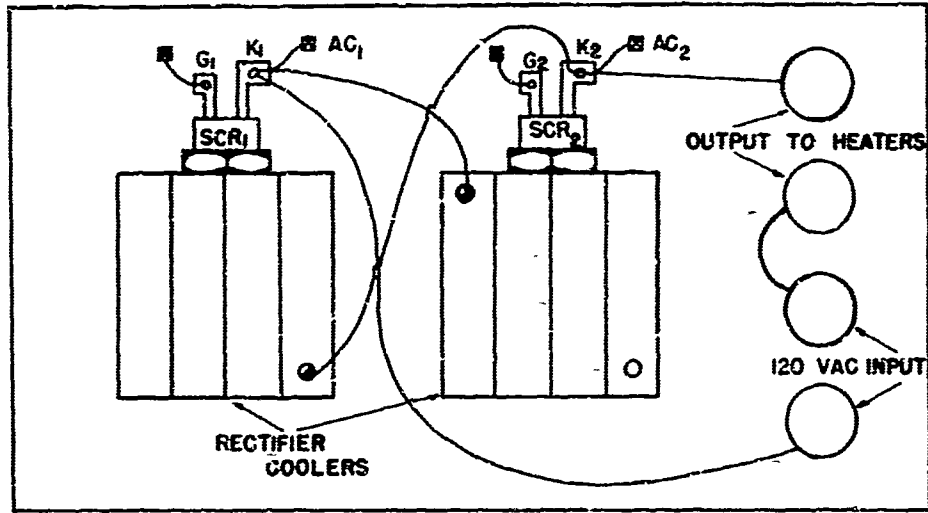 G1 K1 AC1
SCR1
G2 K2 AC2
SCR2
OUTPUT TO HEATERS
120 VAC INPUT
RECTIFIER
COOLERS